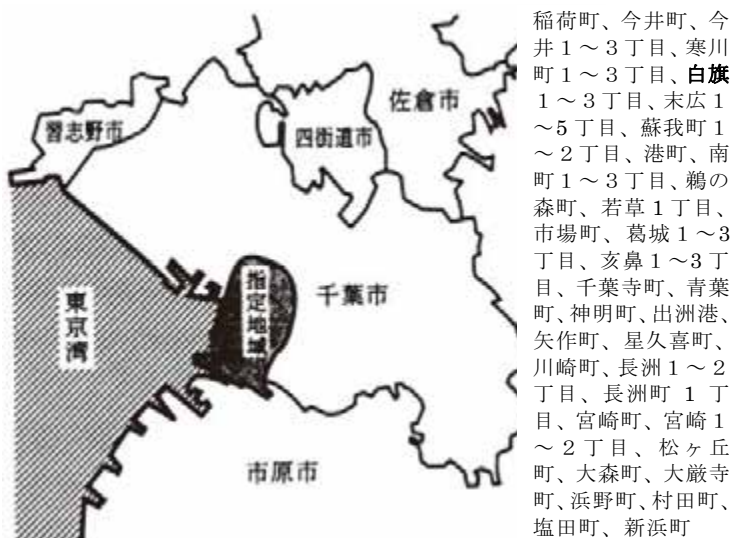 習志野市
四街道市
佐倉市
東京湾
指定地域
千葉市
市原市
稲荷町、今井町、今
井１～３丁目、寒川
町１～３丁目、白旗
１～３丁目、末広１
～5丁目、蘇我町１
～２丁目、港町、南
町１～３丁目、鵜の
森町、若草１丁目、
市場町、葛城１～3
丁目、亥鼻１～3丁
目、千葉寺町、青葉
町、神明町、出洲港、
矢作町、星久喜町、
川崎町、長洲１～２
丁目、長洲町 1 丁
目、宮崎町、宮崎１
～２丁目、松ヶ丘
町、大森町、大厳寺
町、浜野町、村田町、
塩田町、新浜町